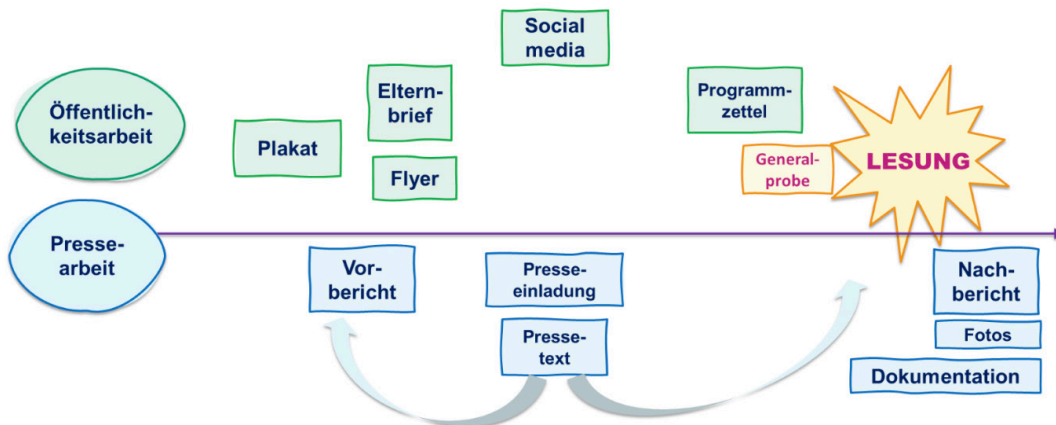 Social
media
Öffentlich-
keitsarbeit
Eltern-
brief
Programm-
zettel
Plakat
Flyer
General-
probe
LESUNG
Presse-
arbeit
Vor-
bericht
Presse-
einladung
Nach-
bericht
Presse-
text
Fotos
Dokumentation